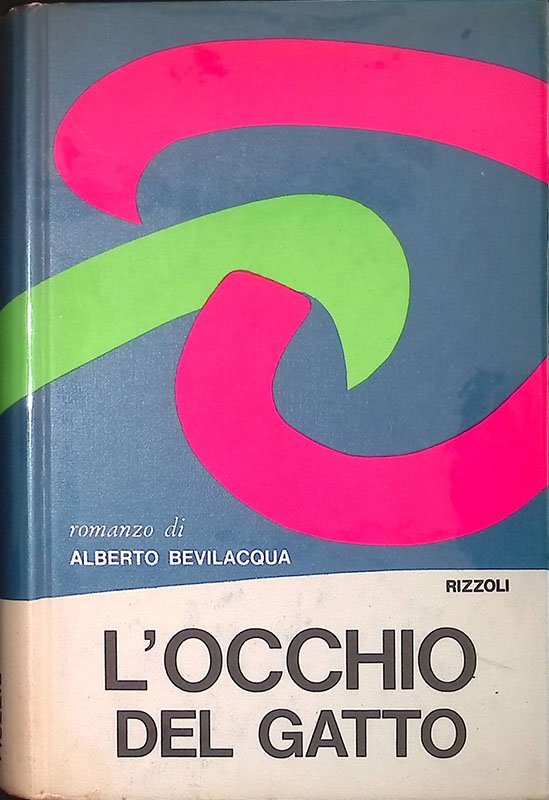 romanzo di
ALBERTO BEVILACQUA
RIZZOLI
L'OCCHIO
DEL GATTO